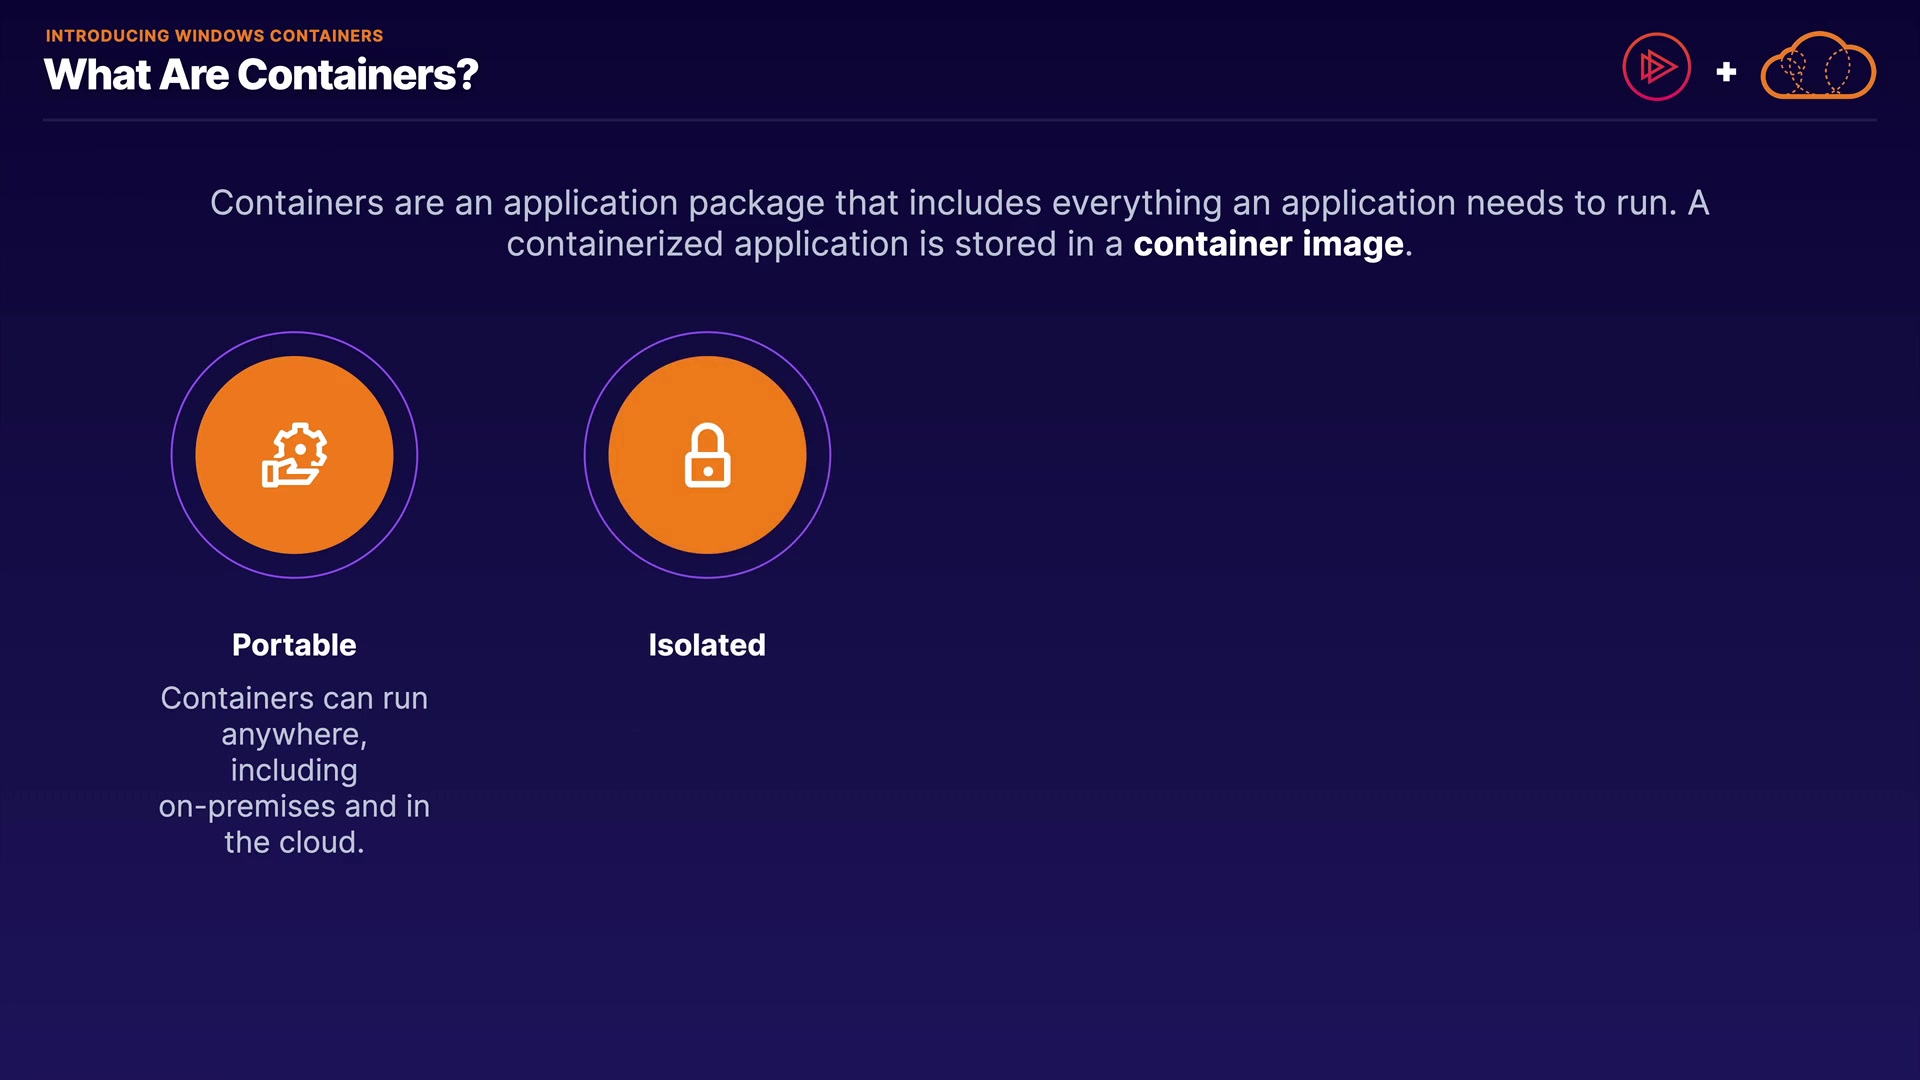 INTRODUCING WINDOWS CONTAINERS
What Are Containers?
+
Containers are an application package that includes everything an application needs to run. A
containerized application is stored in a container image.
Portable
Containers can run
anywhere,
including
on-premises and in
the cloud.
Isolated